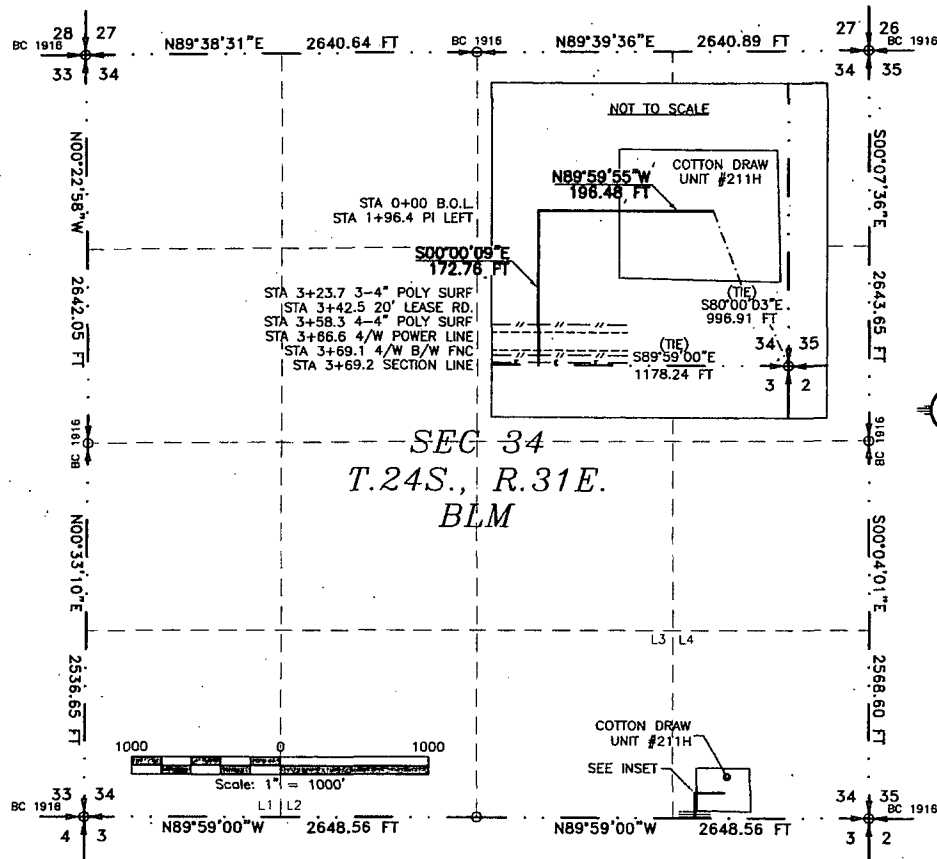 28 27
BC 1916
N89°38'31"E 2640.64 FT
BC 1916
N89°39'36"E 2640.89 FT
27 26
BC 1916
33 34
34 35
NOT TO SCALE
COTTON DRAW
UNIT #211H
N89°59'55"W
196.48 FT
STA 0+00 B.O.L.
STA 1+96.4 PI LEFT
S00°00'09"E
172.76 FT
STA 3+23.7 3-4" POLY SURF
STA 3+42.5 20' LEASE RD.
STA 3+58.3 4-4" POLY SURF
STA 3+66.6 4/W POWER LINE
STA 3+69.1 4/W B/W FNC
STA 3+69.2 SECTION LINE
(TIE)
S80°00'03"E
996.91 FT
(TIE)
S89°59'00"E
1178.24 FT
34 35
3 2
N00°22'58"W 2642.05 FT
S00°07'36"E 2643.65 FT
BC 1916
BC 1916
SEC 34
T.24S., R.31E.
BLM
N00°33'10"E 2536.65 FT
S00°04'01"E 2568.60 FT
L3 L4
COTTON DRAW
UNIT #211H
SEE INSET
1000 0 1000
Scale: 1" = 1000'
L1 L2
33 34
BC 1916
N89°59'00"W 2648.56 FT
N89°59'00"W 2648.56 FT
34 35
BC 1916
4 3
3 2